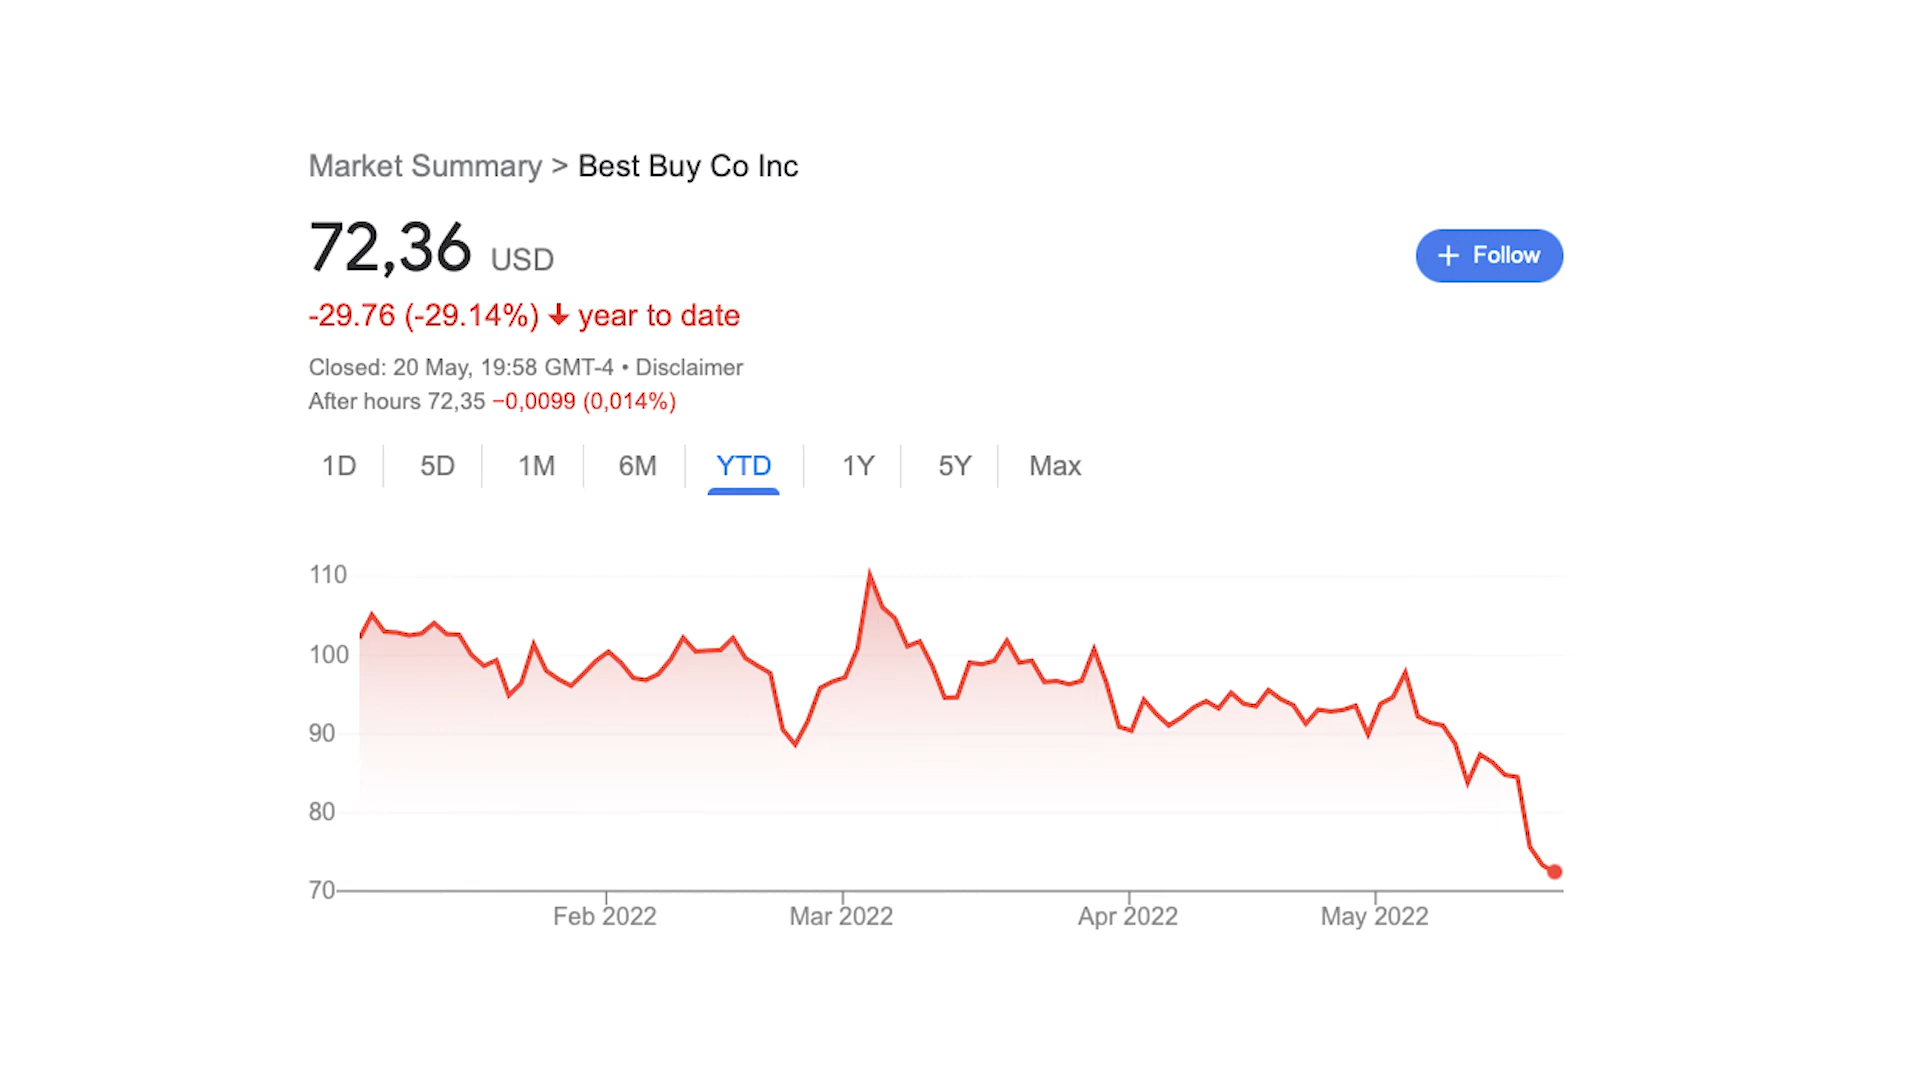 Market Summary > Best Buy Co Inc
72,36 USD
+ Follow
-29.76 (-29.14%) ↓ year to date
Closed: 20 May, 19:58 GMT-4 • Disclaimer
After hours 72,35 −0,0099 (0,014%)
1D 5D 1M 6M YTD 1Y 5Y Max
110
100
90
80
70
Feb 2022 Mar 2022 Apr 2022 May 2022